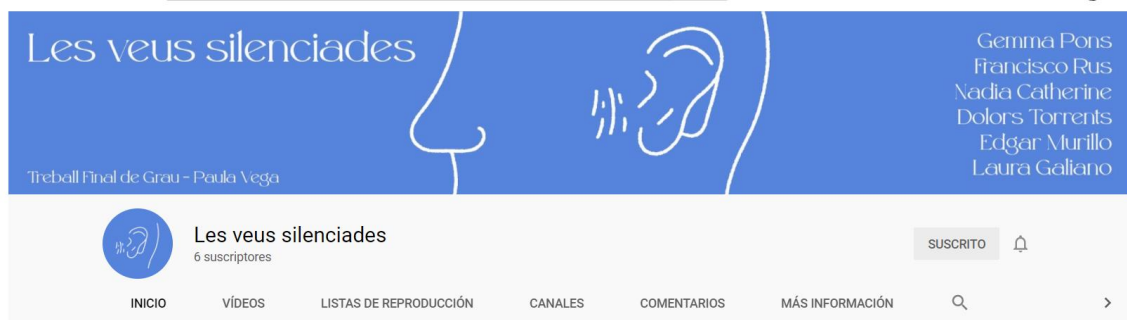 Les veus silenciades
Gemma Pons
Francisco Rus
Nadia Catherine
Dolors Torrents
Edgar Murillo
Laura Galiano
Treball Final de Grau - Paula Vega
Les veus silenciades
6 suscriptores
SUSCRITO
INICIO VÍDEOS LISTAS DE REPRODUCCIÓN CANALES COMENTARIOS MÁS INFORMACIÓN